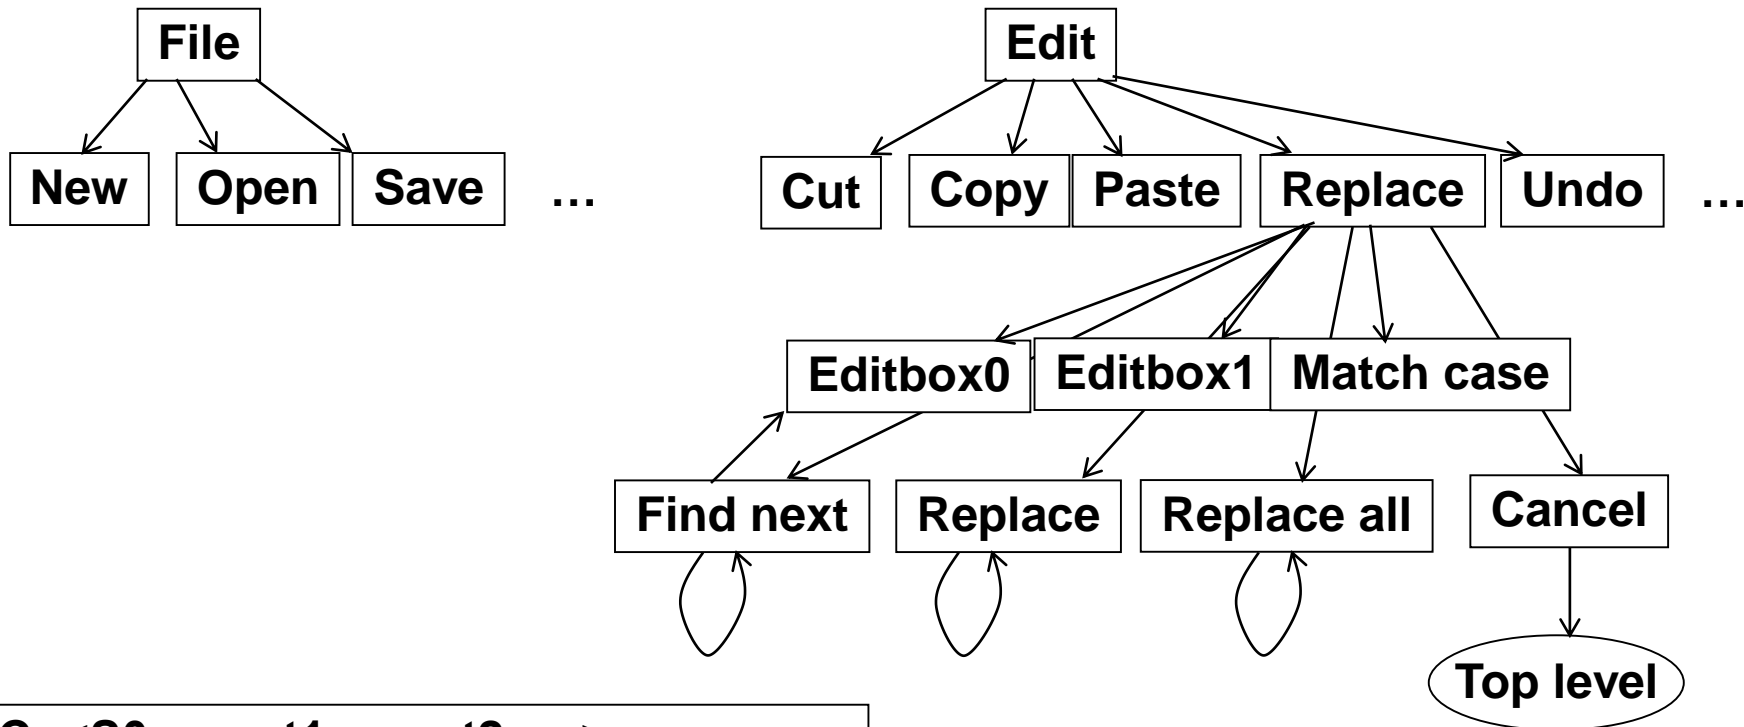 File Edit
New Open Save … Cut Copy Paste Replace Undo …
Editbox0 Editbox1 Match case
Find next Replace Replace all Cancel
Top level